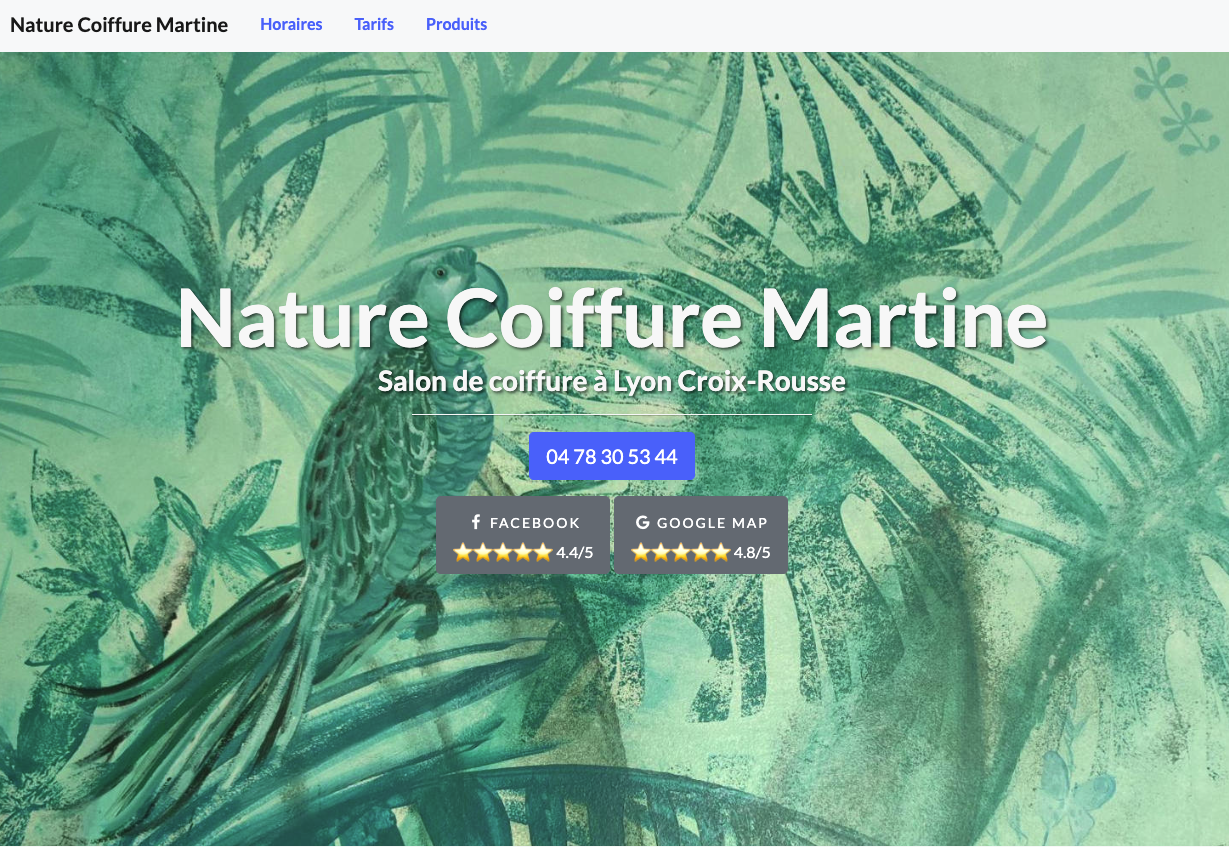 Nature Coiffure Martine Horaires Tarifs Produits
Nature Coiffure Martine
Salon de coiffure à Lyon Croix-Rousse
04 78 30 53 44
FACEBOOK GOOGLE MAP
⭐⭐⭐⭐⭐ 4.4/5 ⭐⭐⭐⭐⭐ 4.8/5